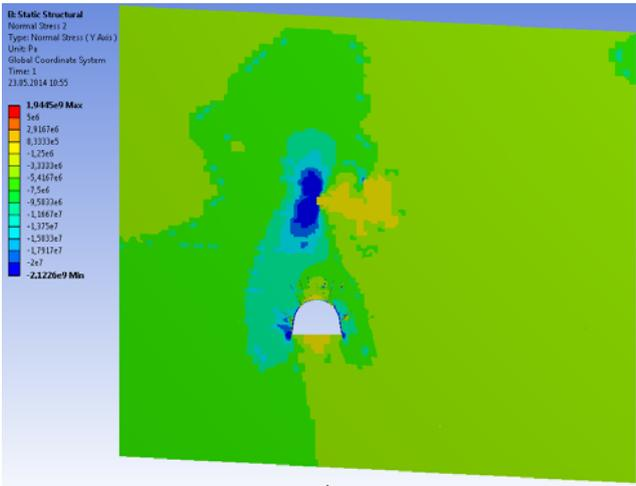 B: Static Structural
Normal Stress 2
Type: Normal Stress ( Y Axis )
Unit: Pa
Global Coordinate System
Time: 1
23.05.2014 10:55
1,9445e9 Max
5e6
2,9167e6
8,3333e5
-1,25e6
-3,3333e6
-5,4167e6
-7,5e6
-9,5833e6
-1,1667e7
-1,375e7
-1,5833e7
-1,7917e7
-2e7
-2,1226e9 Min